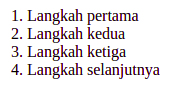 1. Langkah pertama
2. Langkah kedua
3. Langkah ketiga
4. Langkah selanjutnya